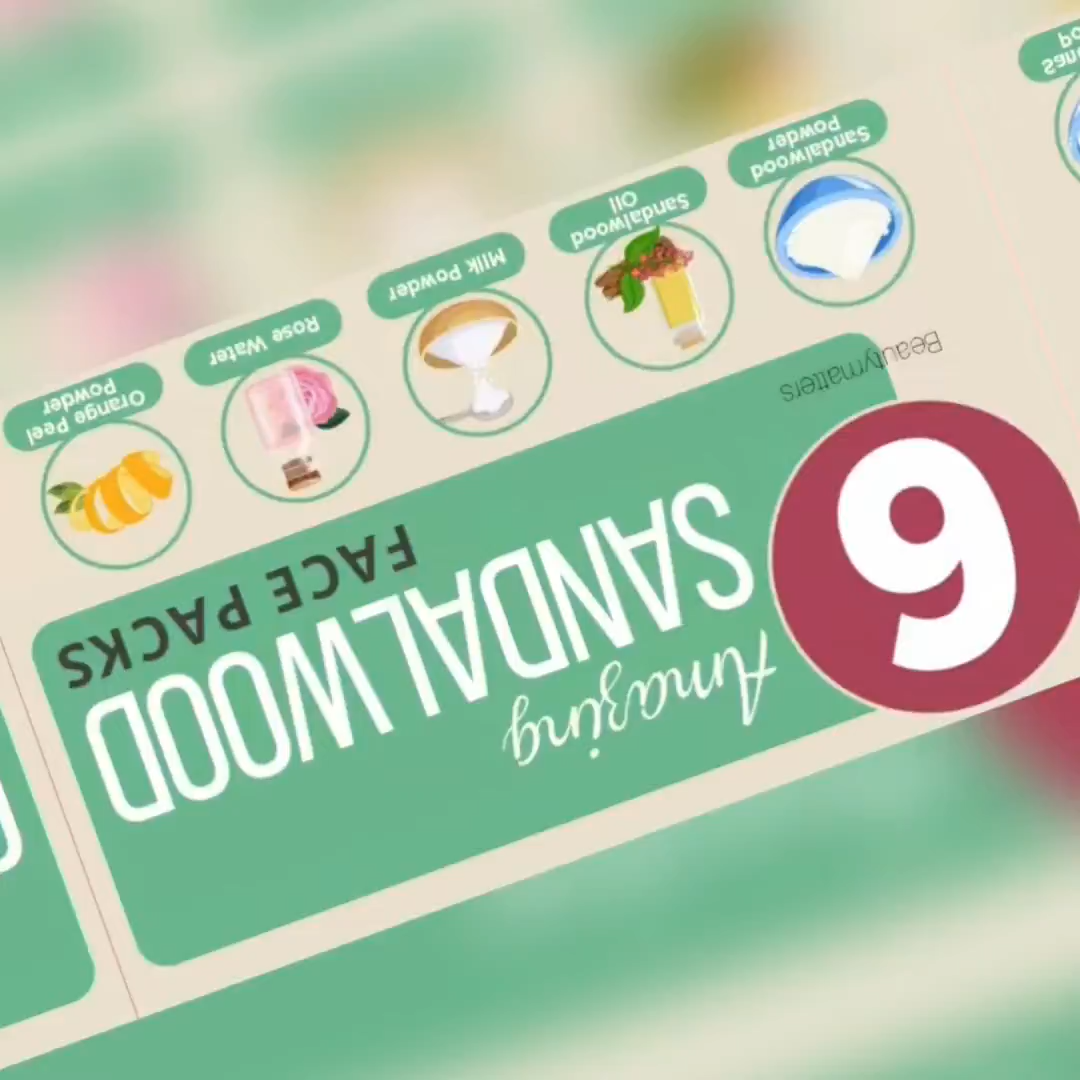 6
Amazing
SANDALWOOD
FACE PACKS
Beautymatters
Sandalwood
Powder
Sandalwood
Oil
Milk Powder
Rose Water
Orange Peel
Powder